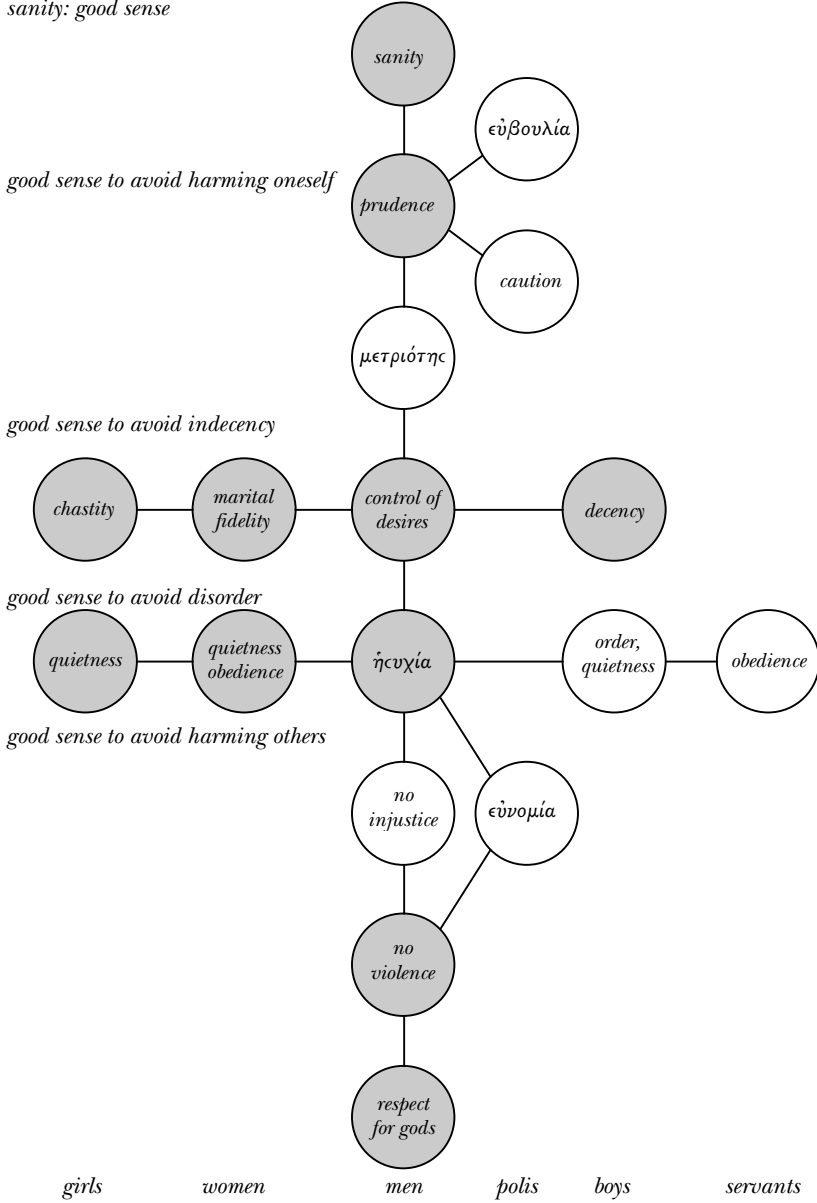 sanity: good sense
sanity
εὐβουλία
good sense to avoid harming oneself
prudence
caution
μετριότης
good sense to avoid indecency
chastity
marital
fidelity
control of
desires
decency
good sense to avoid disorder
quietness
quietness
obedience
ἡϲυχία
order,
quietness
obedience
good sense to avoid harming others
no
injustice
εὐνομία
no
violence
respect
for gods
girls women men polis boys servants